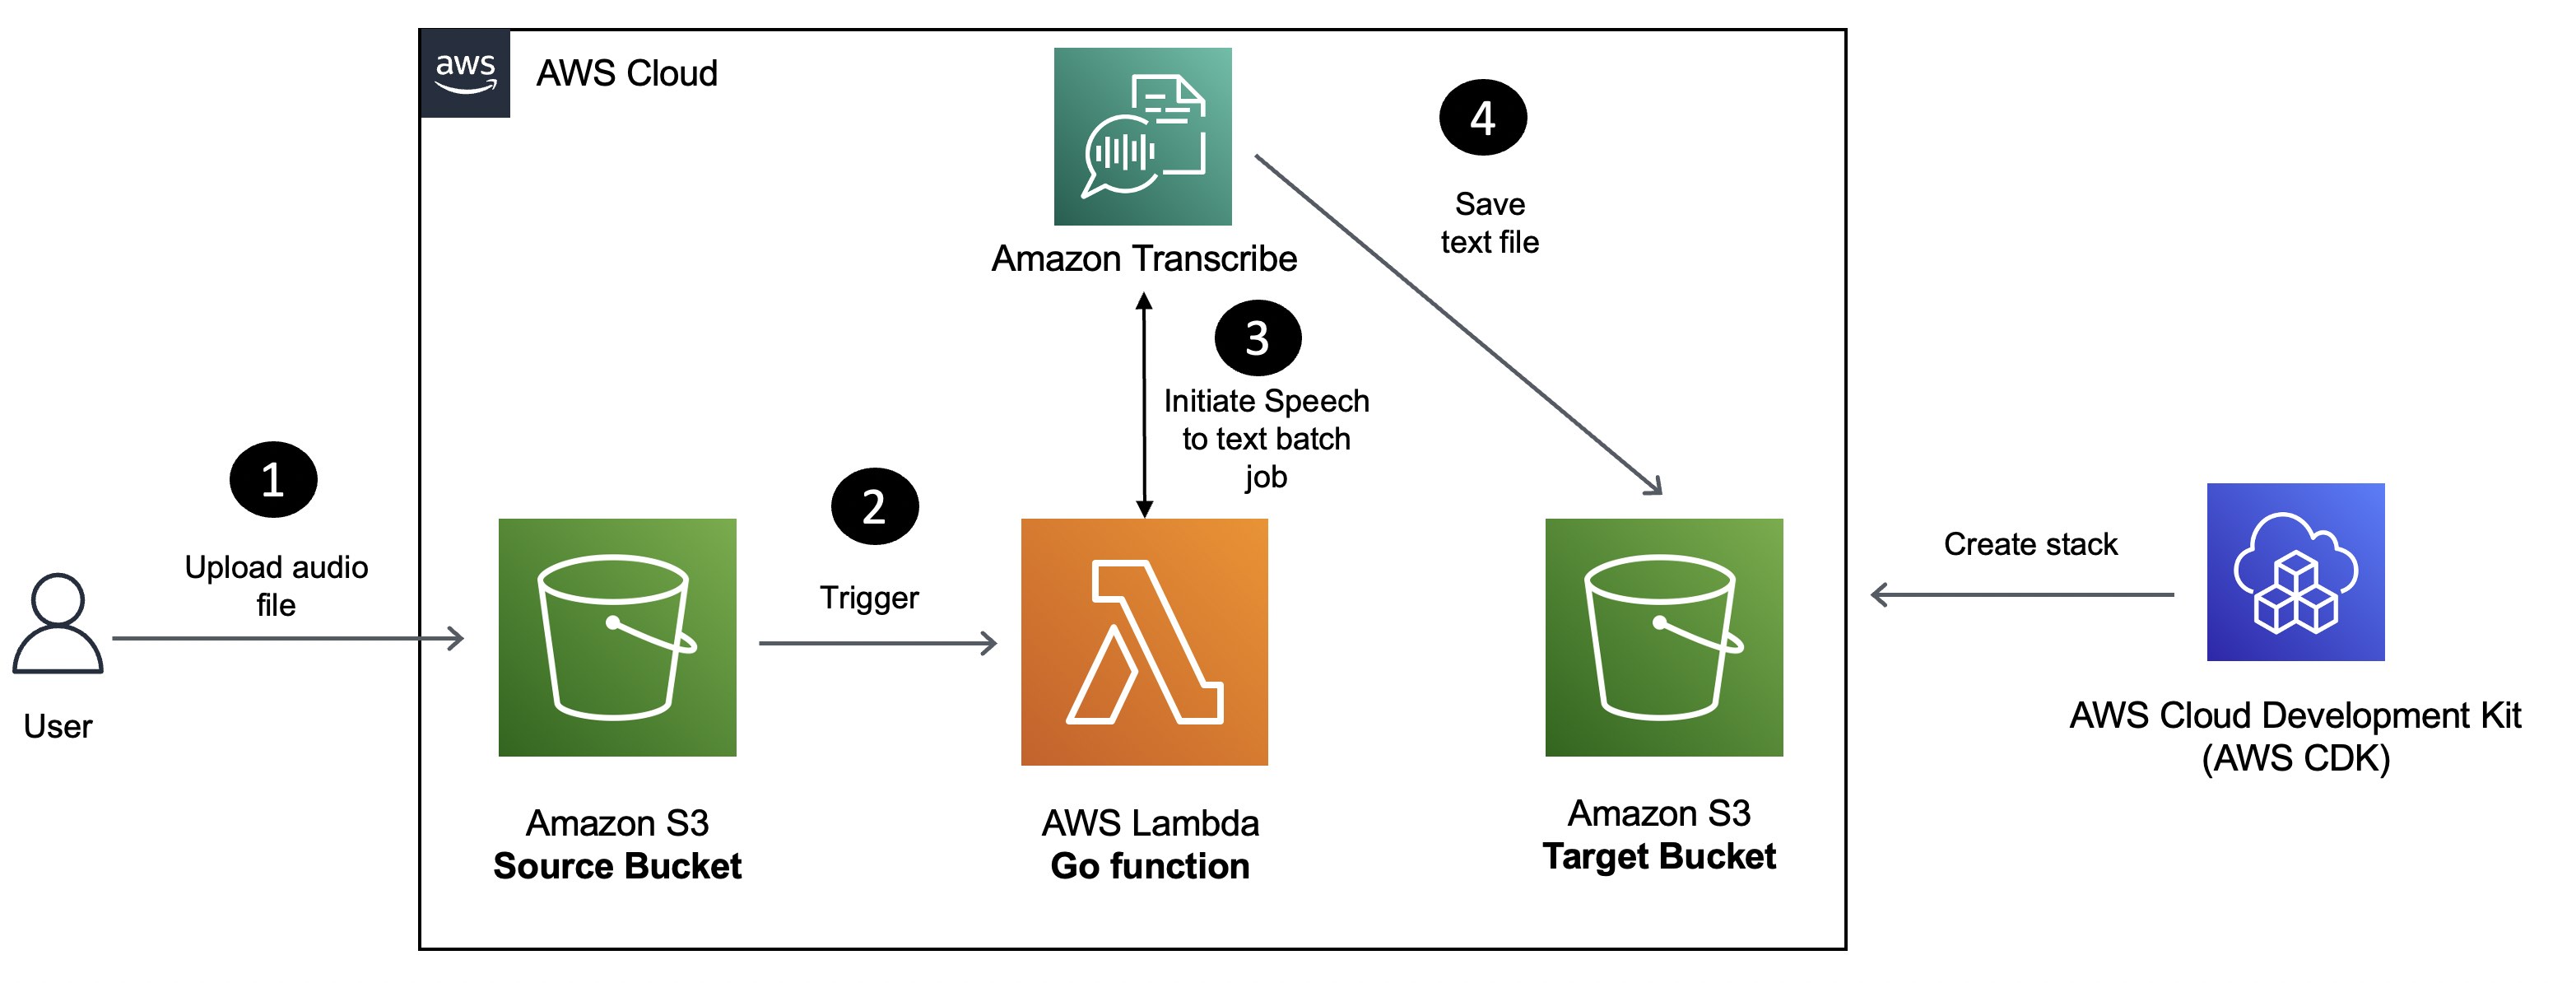 aws
AWS Cloud
4
Save
text file
Amazon Transcribe
3
Initiate Speech
to text batch
job
1
Upload audio
file
2
Trigger
Create stack
User
Amazon S3
Source Bucket
AWS Lambda
Go function
Amazon S3
Target Bucket
AWS Cloud Development Kit
(AWS CDK)